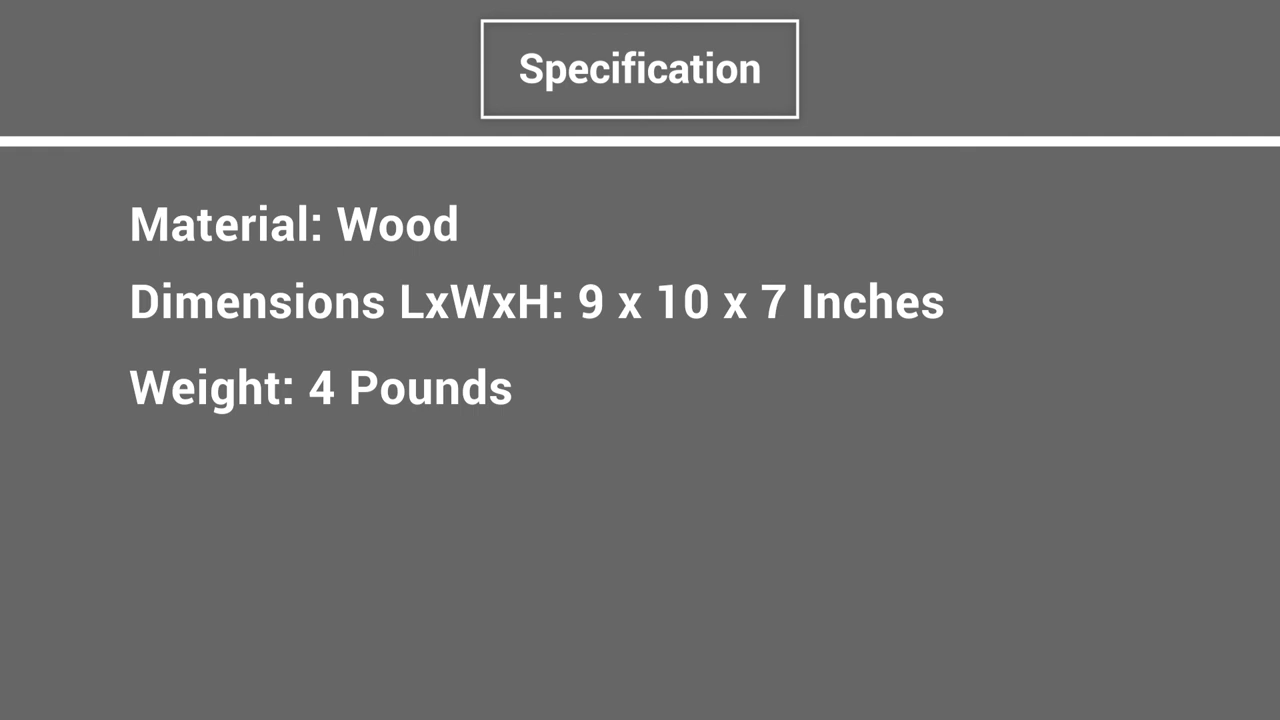 Specification
Material: Wood
Dimensions LxWxH: 9 x 10 x 7 Inches
Weight: 4 Pounds